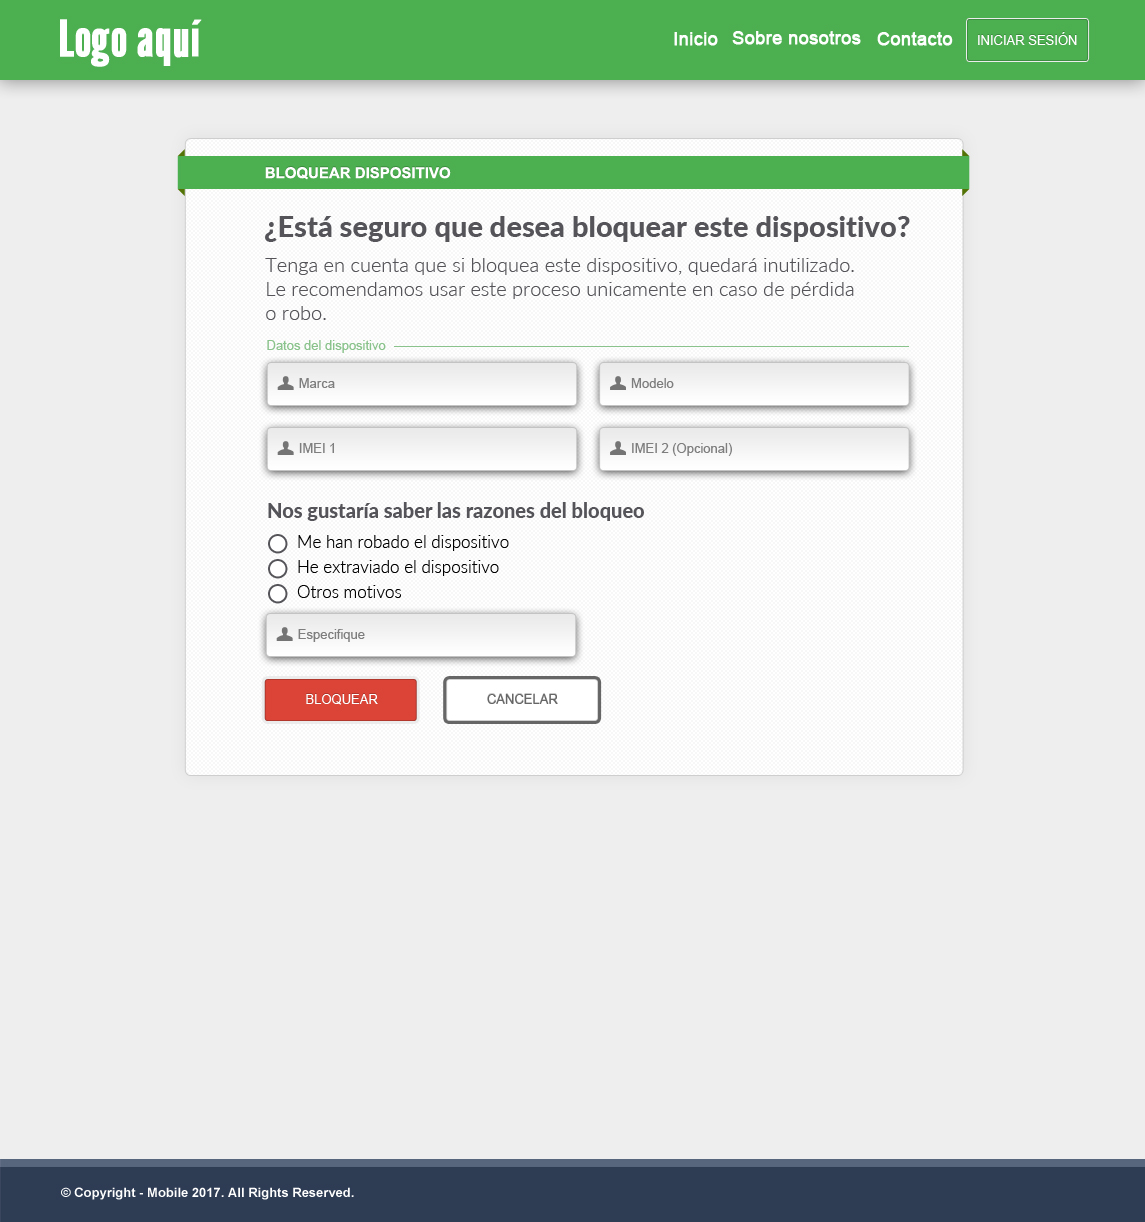 Logo aquí
Inicio Sobre nosotros Contacto INICIAR SESIÓN
BLOQUEAR DISPOSITIVO
¿Está seguro que desea bloquear este dispositivo?
Tenga en cuenta que si bloquea este dispositivo, quedará inutilizado.
Le recomendamos usar este proceso unicamente en caso de pérdida
o robo.
Datos del dispositivo
Marca Modelo
IMEI 1 IMEI 2 (Opcional)
Nos gustaría saber las razones del bloqueo
Me han robado el dispositivo
He extraviado el dispositivo
Otros motivos
Especifique
BLOQUEAR CANCELAR
© Copyright - Mobile 2017. All Rights Reserved.